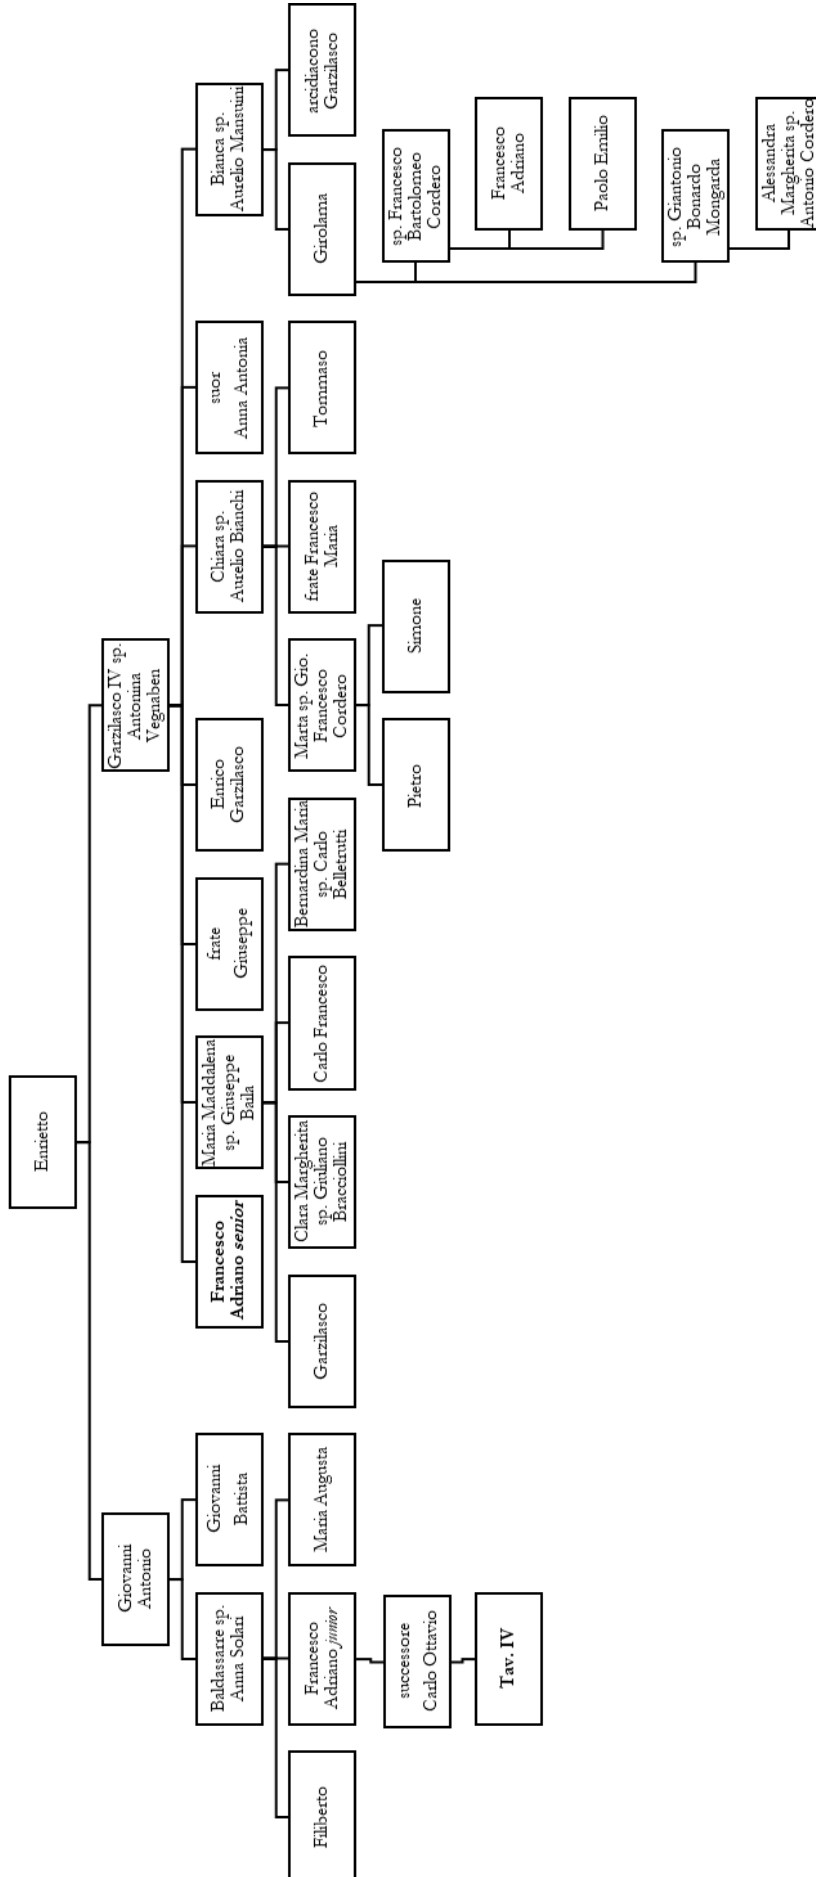 Enrietto
Giovanni
Antonio
Garzilasco IV sp.
Antonina
Vegnaben
Baldassarre sp.
Anna Solari
Giovanni
Battista
Francesco
Adriano senior
Maria Maddalena
sp. Giuseppe
Baila
frate
Giuseppe
Enrico
Garzilasco
Chiara sp.
Aurelio Bianchi
suor
Anna Antonia
Bianca sp.
Aurelio Mansuini
Filiberto
Francesco
Adriano junior
Maria Augusta
Garzilasco
Clara Margherita
sp. Giuliano
Bracciollini
Carlo Francesco
Bernardina Maria
sp. Carlo
Belletrutti
Marta sp. Gio.
Francesco
Cordero
frate Francesco
Maria
Tommaso
Girolama
arcidiacono
Garzilasco
successore
Carlo Ottavio
Pietro
Simone
sp. Francesco
Bartolomeo
Cordero
Tav. IV
Francesco
Adriano
Paolo Emilio
sp. Giantonio
Bonardo
Mongarda
Alessandra
Margherita sp.
Antonio Cordero